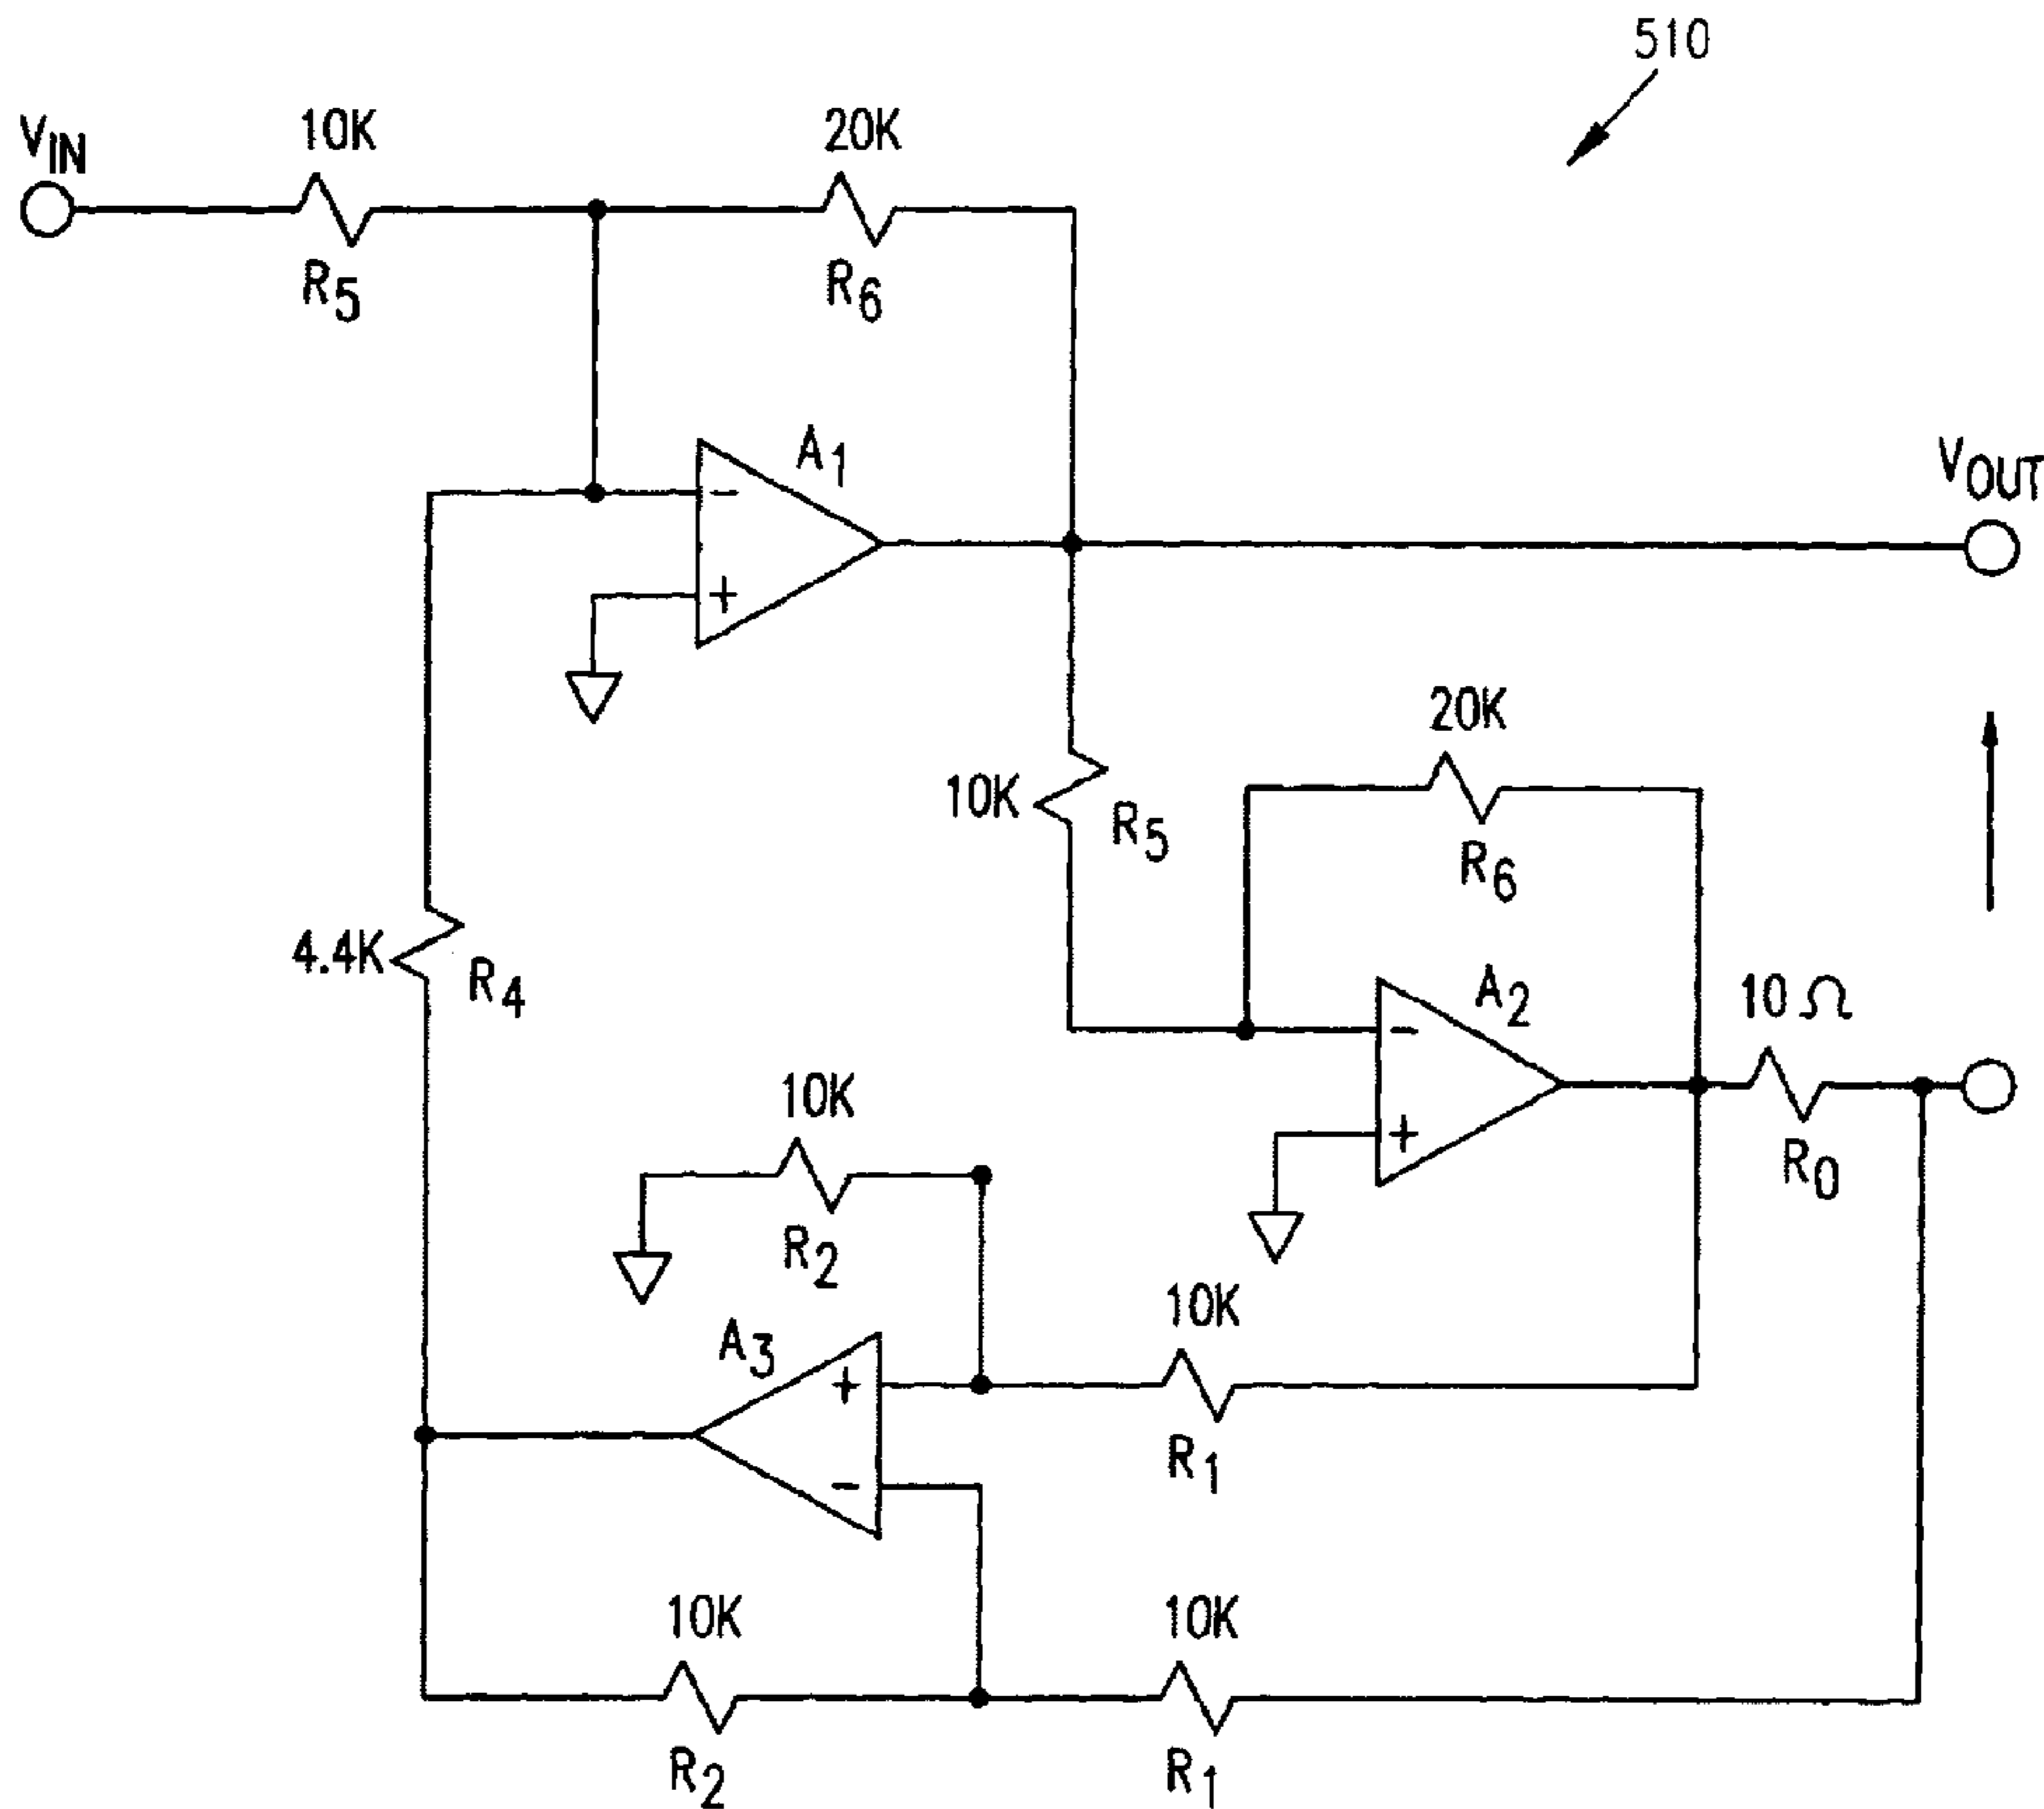 510
V_IN
10K
20K
R5
R6
A1
-
+
V_OUT
20K
10K
R5
R6
4.4K
R4
A2
-
+
10 Ω
R0
10K
R2
10K
A3
+
-
R1
10K
10K
R2
R1